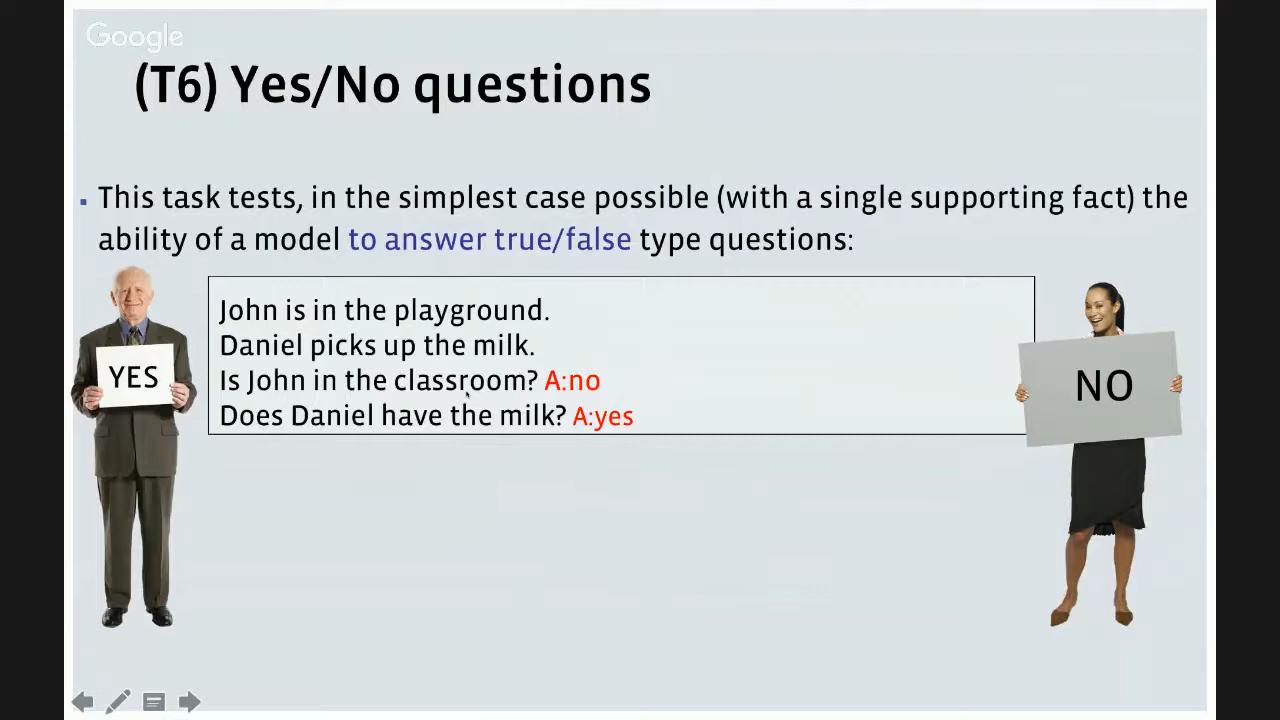 Google
(T6) Yes/No questions
▪ This task tests, in the simplest case possible (with a single supporting fact) the
ability of a model to answer true/false type questions:
John is in the playground.
Daniel picks up the milk.
Is John in the classroom? A:no
Does Daniel have the milk? A:yes
YES
NO